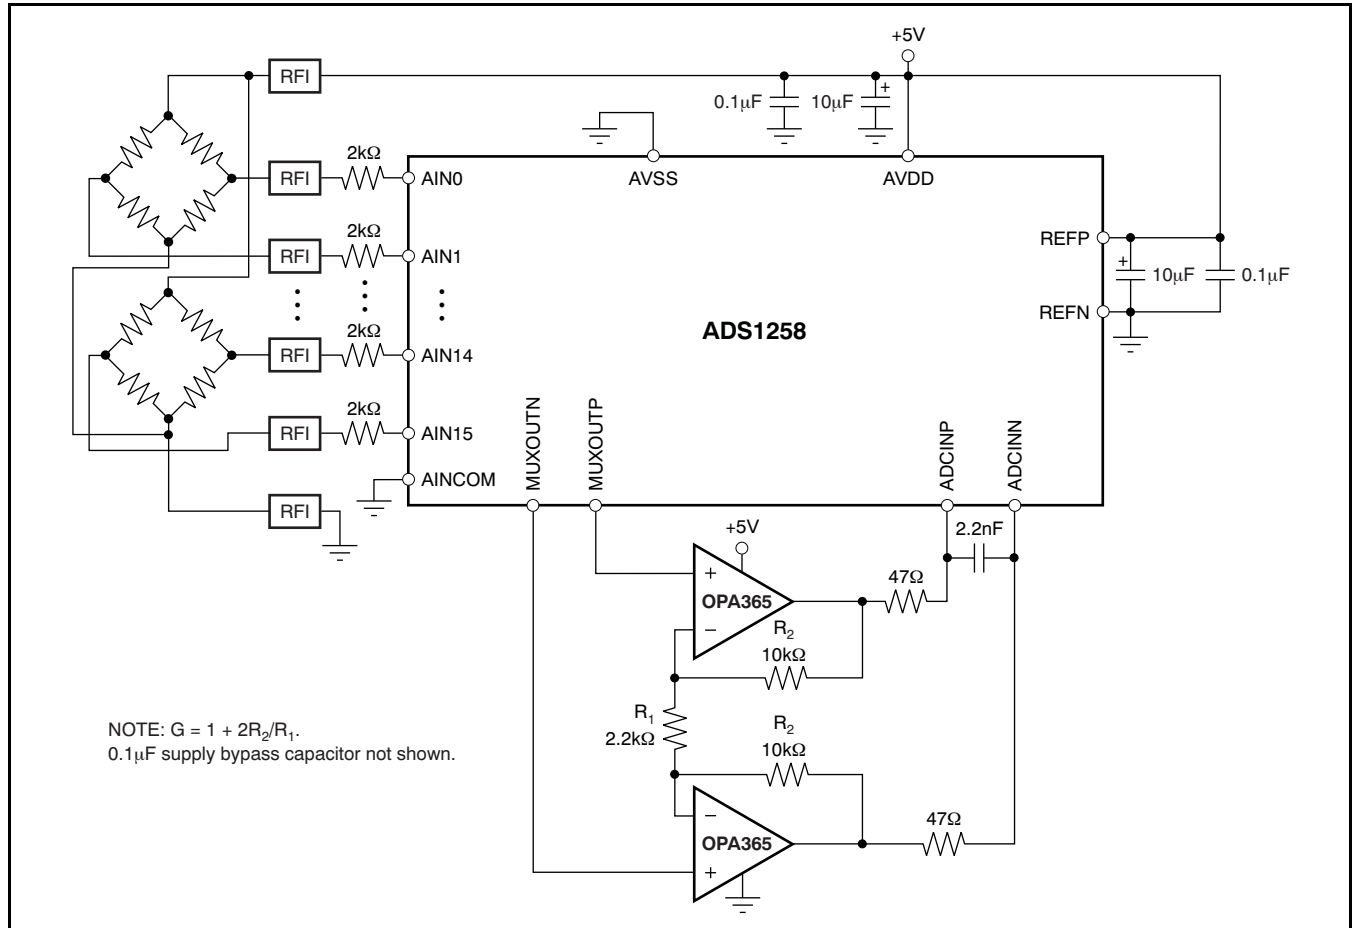 +5V
RFI
0.1µF
10µF
+
2kΩ
RFI
AIN0
AVSS
AVDD
2kΩ
RFI
AIN1
REFP
+
10µF
0.1µF
REFN
ADS1258
2kΩ
RFI
AIN14
2kΩ
RFI
AIN15
AINCOM
RFI
MUXOUTN
MUXOUTP
ADCINP
ADCINN
2.2nF
+5V
+
OPA365
−
47Ω
R2
10kΩ
R1
2.2kΩ
R2
10kΩ
−
OPA365
+
47Ω
NOTE: G = 1 + 2R2/R1.
0.1µF supply bypass capacitor not shown.